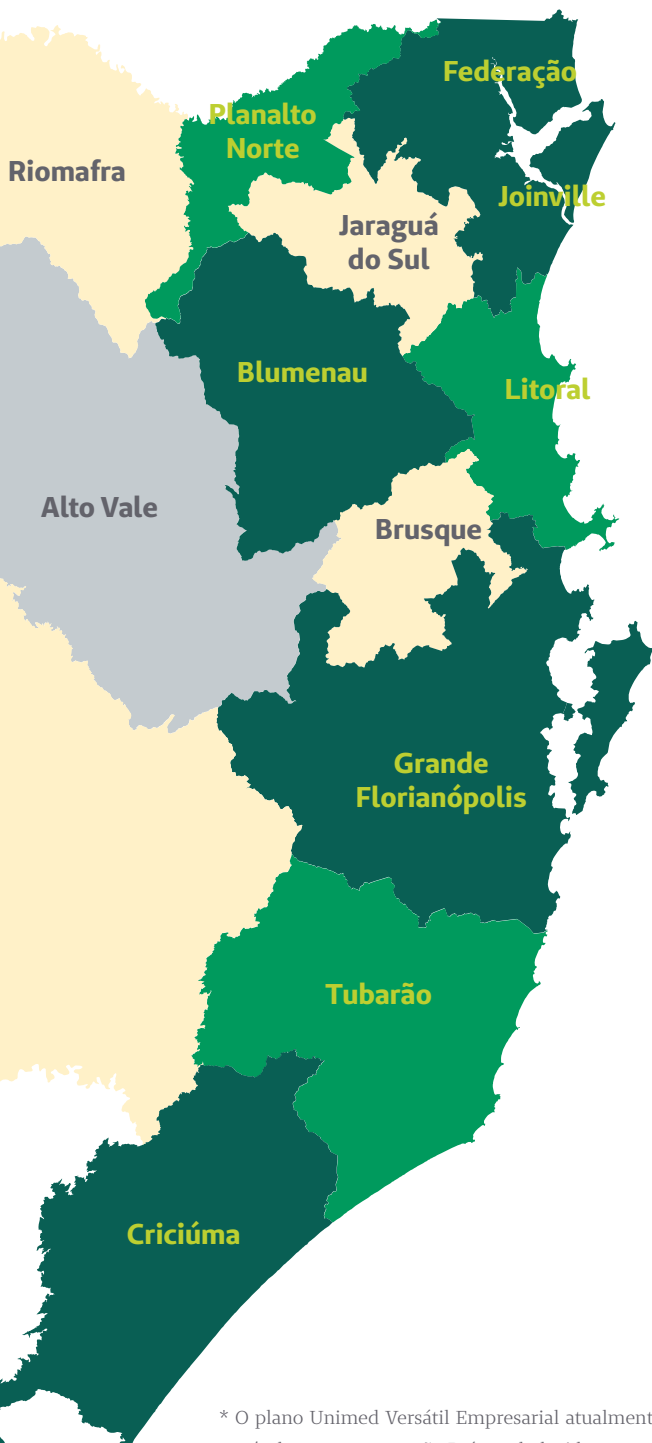 Federação
Planalto
Norte
Riomafra
Joinville
Jaraguá
do Sul
Blumenau
Litoral
Alto Vale
Brusque
Grande
Florianópolis
Tubarão
Criciúma
* O plano Unimed Versátil Empresarial atualment